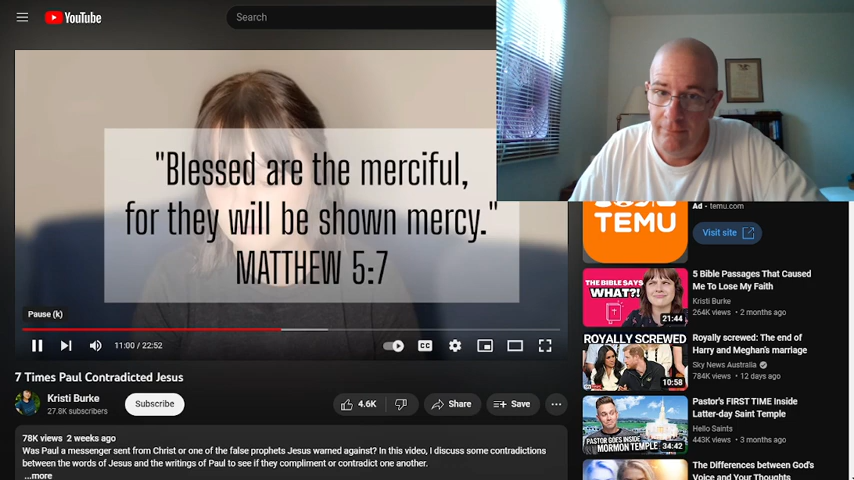 YouTube
Search
"Blessed are the merciful,
for they will be shown mercy."
MATTHEW 5:7
Pause (k)
11:00 / 22:52
CC
7 Times Paul Contradicted Jesus
Kristi Burke
27.8K subscribers
Subscribe
4.6K
Share
Save
78K views 2 weeks ago
Was Paul a messenger sent from Christ or one of the false prophets Jesus warned against? In this video, I discuss some contradictions
between the words of Jesus and the writings of Paul to see if they compliment or contradict one another.
...more
TEMU
Ad - temu.com
Visit site
THE BIBLE SAYS
WHAT?!
21:44
5 Bible Passages That Caused
Me To Lose My Faith
Kristi Burke
264K views • 2 months ago
ROYALLY SCREWED
10:58
Royally screwed: The end of
Harry and Meghan's marriage
Sky News Australia
784K views • 12 days ago
PASTOR GOES INSIDE
MORMON TEMPLE
34:42
Pastor's FIRST TIME Inside
Latter-day Saint Temple
Hello Saints
443K views • 3 months ago
The Differences between God's
Voice and Your Thoughts